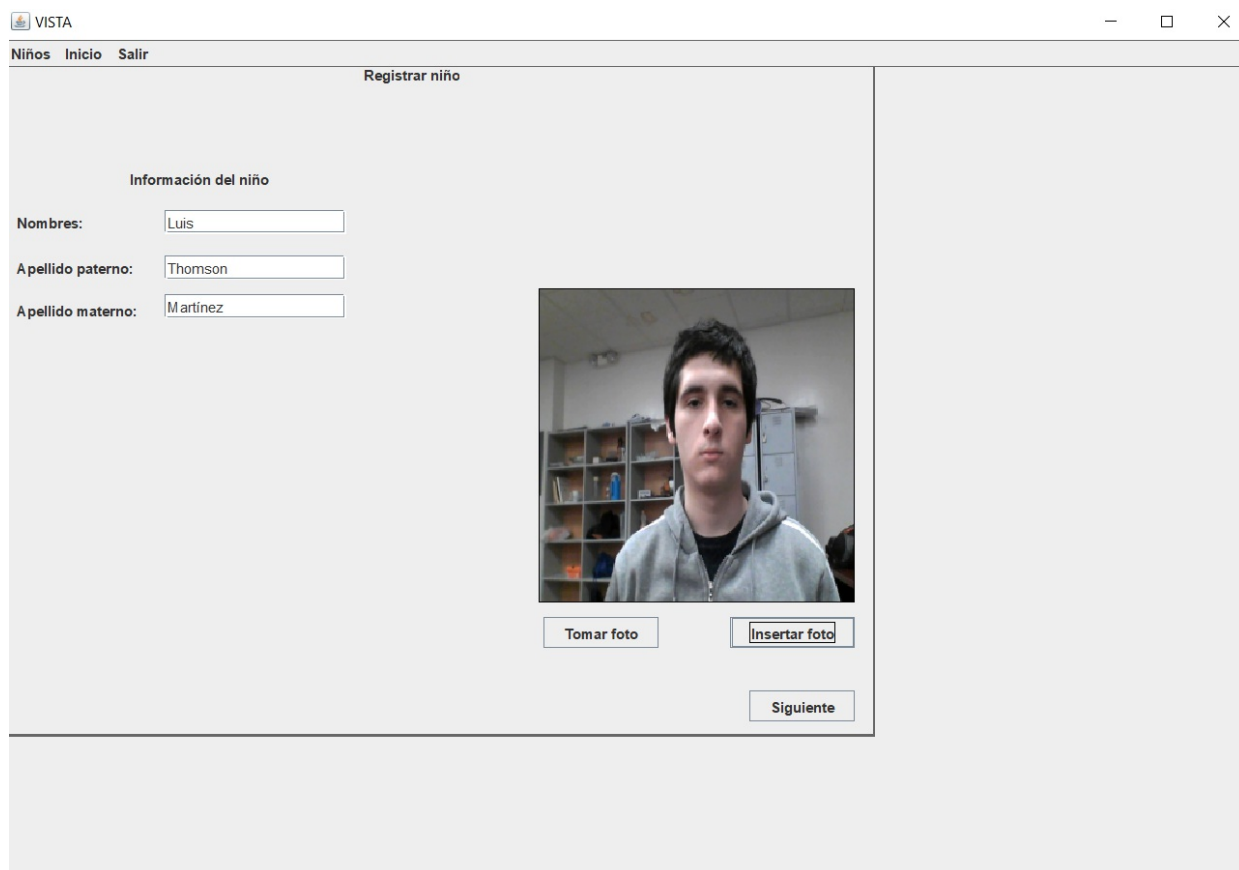 VISTA
Niños Inicio Salir
Registrar niño
Información del niño
Nombres: Luis
Apellido paterno: Thomson
Apellido materno: Martínez
Tomar foto Insertar foto
Siguiente